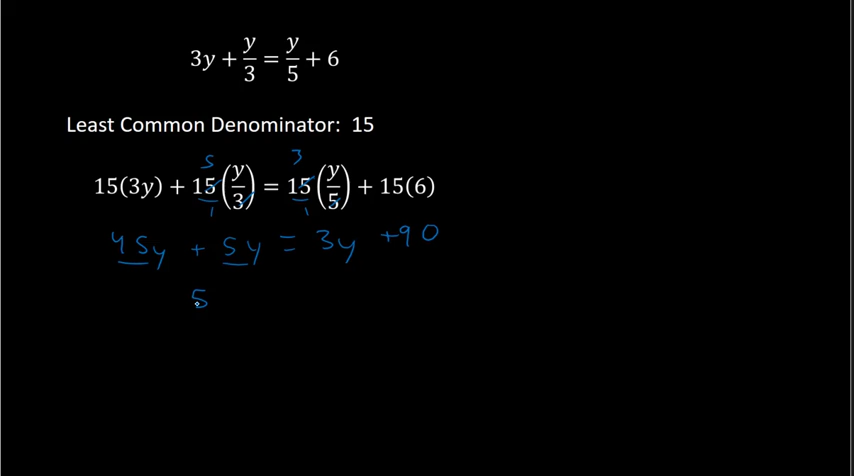 3y + y/3 = y/5 + 6
Least Common Denominator: 15
5 3
15(3y) + 15(y/3) = 15(y/5) + 15(6)
1 1
45y + 5y = 3y +90
5